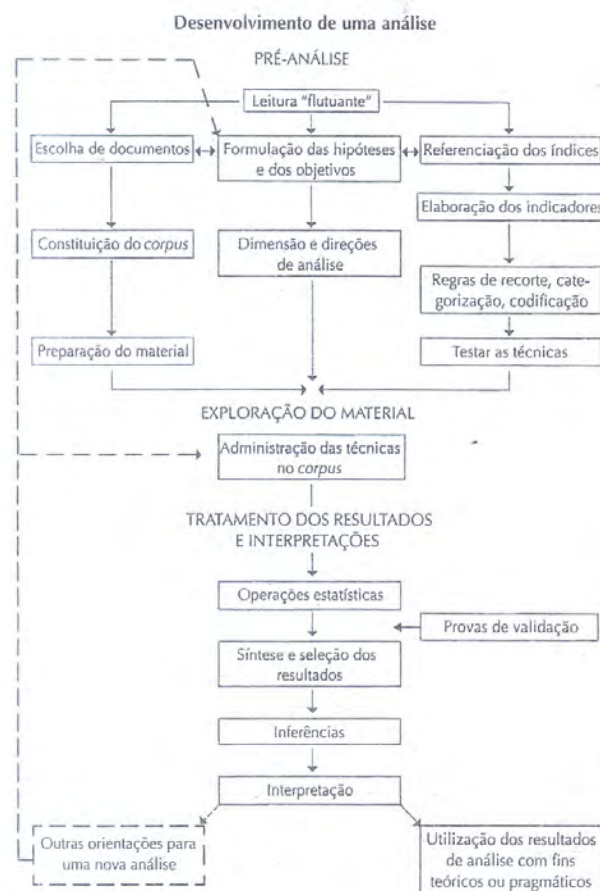 Desenvolvimento de uma análise
PRÉ-ANÁLISE
Leitura "flutuante"
Escolha de documentos
Formulação das hipóteses
e dos objetivos
Referenciação dos índices
Elaboração dos indicadores
Constituição do corpus
Dimensão e direções
de análise
Regras de recorte, cate-
gorização, codificação
Preparação do material
Testar as técnicas
EXPLORAÇÃO DO MATERIAL
Administração das técnicas
no corpus
TRATAMENTO DOS RESULTADOS
E INTERPRETAÇÕES
Operações estatísticas
Provas de validação
Síntese e seleção dos
resultados
Inferências
Interpretação
Outras orientações para
uma nova análise
Utilização dos resultados
de análise com fins
teóricos ou pragmáticos